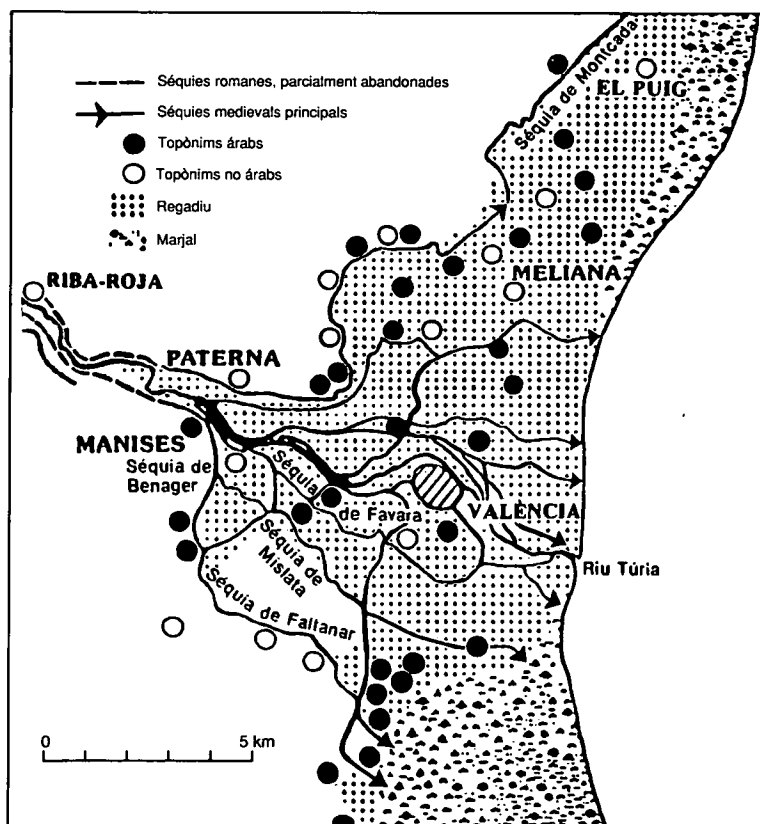 Séquies romanes, parcialment abandonades
Séquies medievals principals
Topònims árabs
Topònims no árabs
Regadiu
Marjal
Séquia de Montcada
EL PUIG
MELIANA
RIBA-ROJA
PATERNA
MANISES
Séquia de
Benager
Séquia
de Favara
VALÈNCIA
Riu Túria
Séquia de
Mislata
Séquia de Faitanar
0 5 km